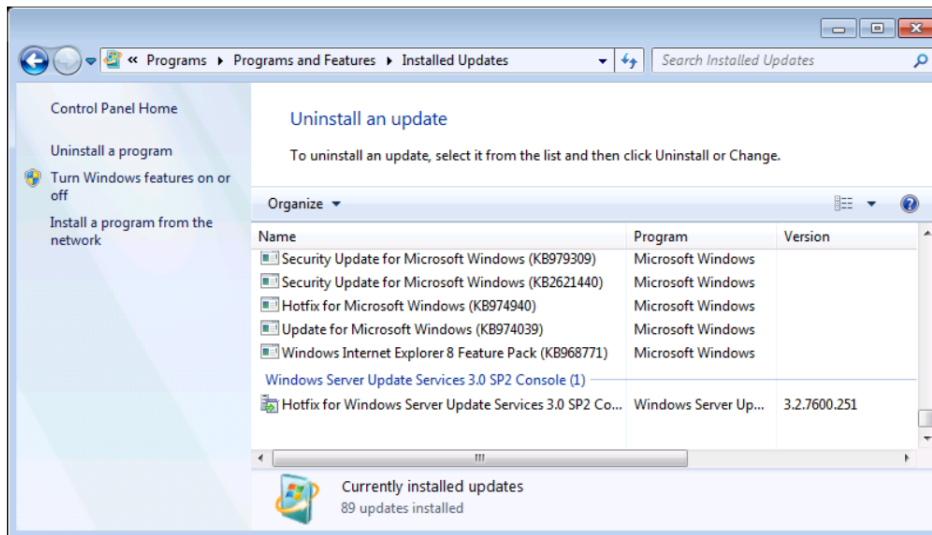 « Programs ▸ Programs and Features ▸ Installed Updates
Search Installed Updates
Control Panel Home
Uninstall a program
Turn Windows features on or
off
Install a program from the
network
Uninstall an update
To uninstall an update, select it from the list and then click Uninstall or Change.
Organize
Name Program Version
Security Update for Microsoft Windows (KB979309) Microsoft Windows
Security Update for Microsoft Windows (KB2621440) Microsoft Windows
Hotfix for Microsoft Windows (KB974940) Microsoft Windows
Update for Microsoft Windows (KB974039) Microsoft Windows
Windows Internet Explorer 8 Feature Pack (KB968771) Microsoft Windows
Windows Server Update Services 3.0 SP2 Console (1)
Hotfix for Windows Server Update Services 3.0 SP2 Co... Windows Server Up... 3.2.7600.251
Currently installed updates
89 updates installed